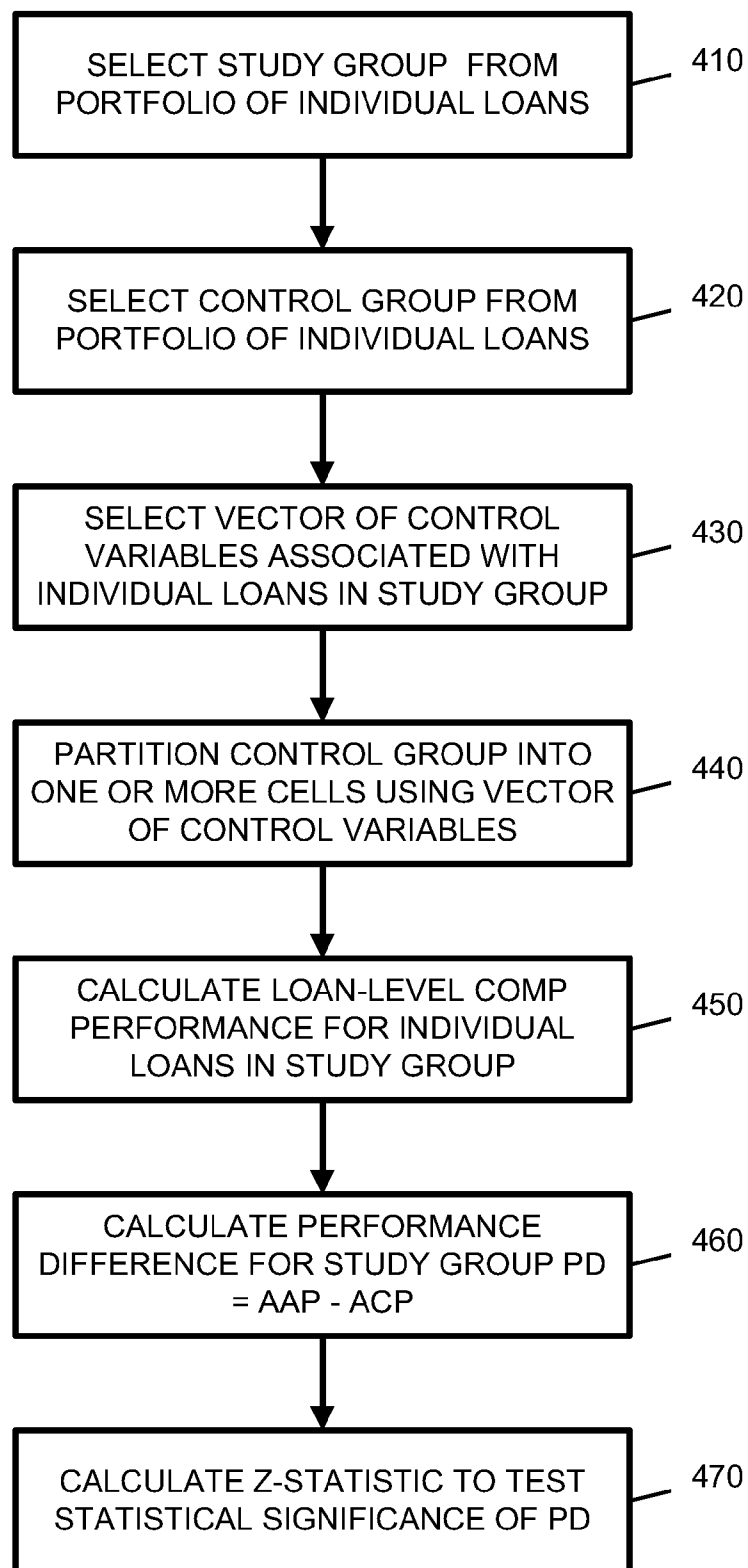 SELECT STUDY GROUP FROM
PORTFOLIO OF INDIVIDUAL LOANS
410
SELECT CONTROL GROUP FROM
PORTFOLIO OF INDIVIDUAL LOANS
420
SELECT VECTOR OF CONTROL
VARIABLES ASSOCIATED WITH
INDIVIDUAL LOANS IN STUDY GROUP
430
PARTITION CONTROL GROUP INTO
ONE OR MORE CELLS USING VECTOR
OF CONTROL VARIABLES
440
CALCULATE LOAN-LEVEL COMP
PERFORMANCE FOR INDIVIDUAL
LOANS IN STUDY GROUP
450
CALCULATE PERFORMANCE
DIFFERENCE FOR STUDY GROUP PD
= AAP - ACP
460
CALCULATE Z-STATISTIC TO TEST
STATISTICAL SIGNIFICANCE OF PD
470